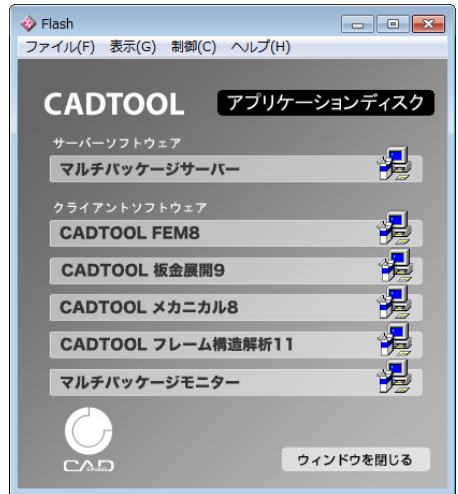 Flash
ファイル(F) 表示(G) 制御(C) ヘルプ(H)
CADTOOL アプリケーションディスク
サーバーソフトウェア
マルチパッケージサーバー
クライアントソフトウェア
CADTOOL FEM8
CADTOOL 板金展開9
CADTOOL メカニカル8
CADTOOL フレーム構造解析11
マルチパッケージモニター
ウィンドウを閉じる